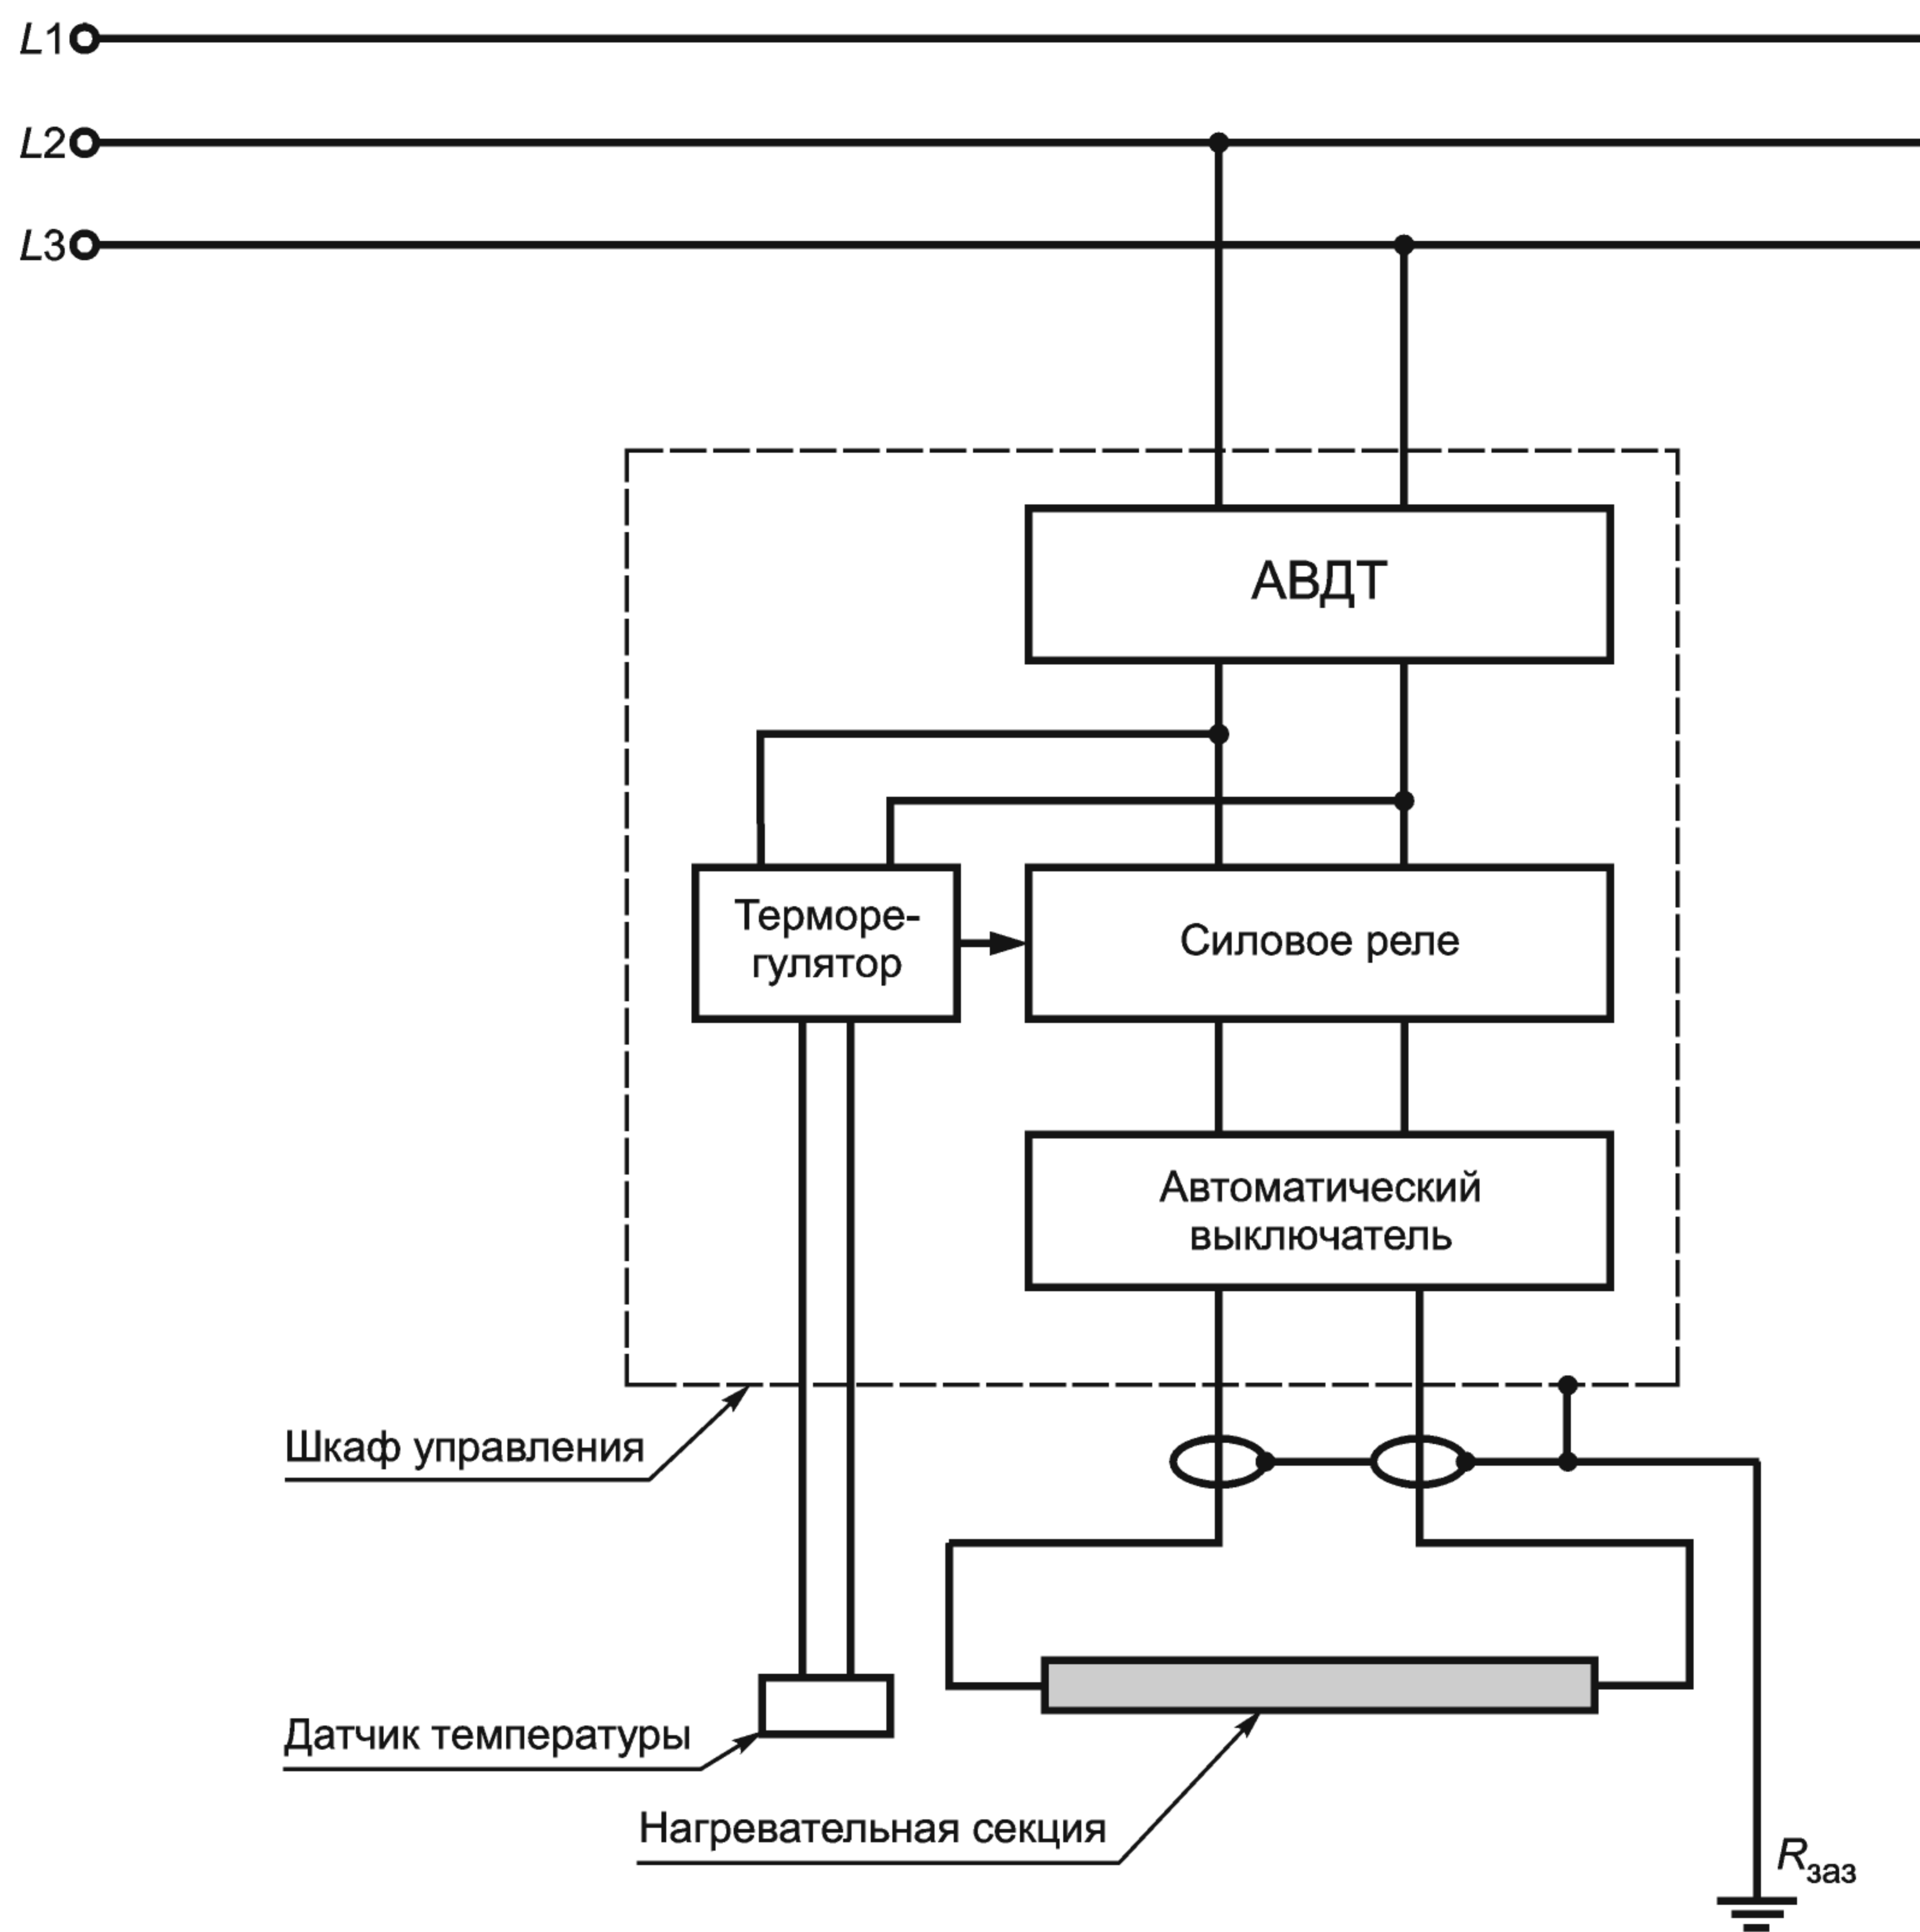 L1
L2
L3
АВДТ
Терморе-
гулятор
Силовое реле
Автоматический
выключатель
Шкаф управления
Датчик температуры
Нагревательная секция
Rзаз